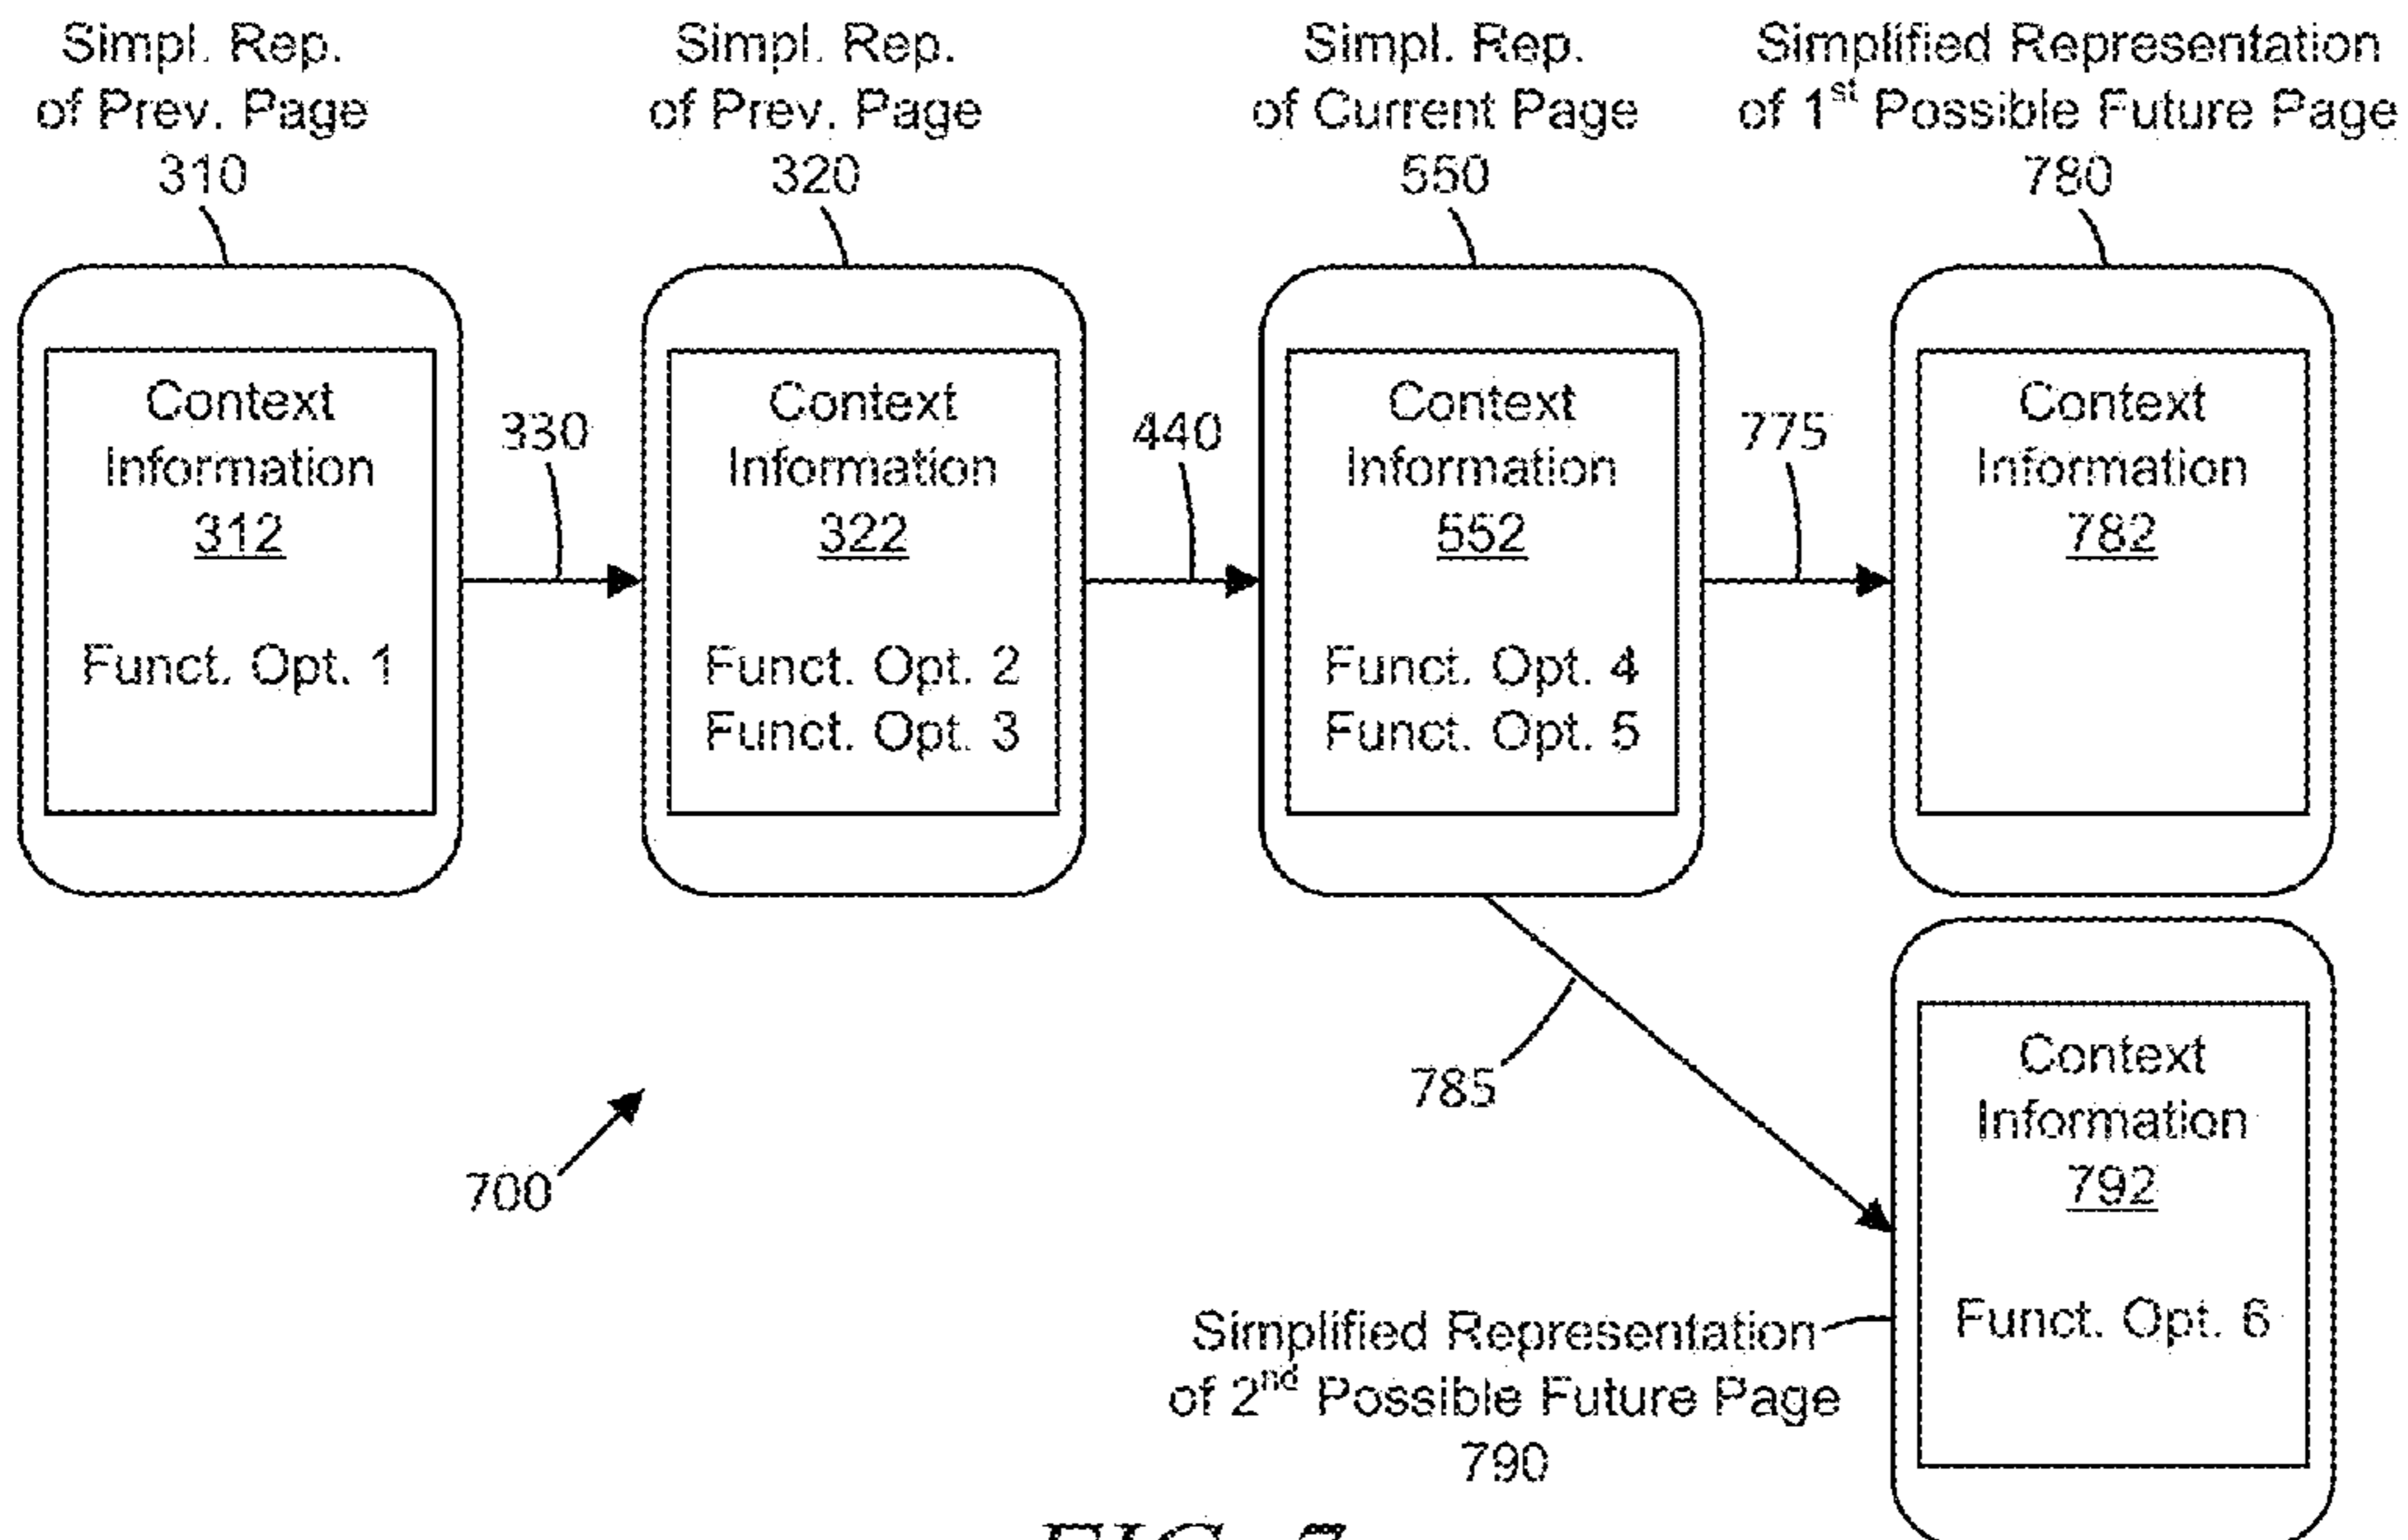 Simpl. Rep.
of Prev. Page
310
Simpl. Rep.
of Prev. Page
320
Simpl. Rep.
of Current Page
550
Simplified Representation
of 1st Possible Future Page
780
Context
Information
312
Funct. Opt. 1
330
Context
Information
322
Funct. Opt. 2
Funct. Opt. 3
440
Context
Information
552
Funct. Opt. 4
Funct. Opt. 5
775
Context
Information
782
785
700
Context
Information
792
Funct. Opt. 6
Simplified Representation
of 2nd Possible Future Page
790
FIG. 7